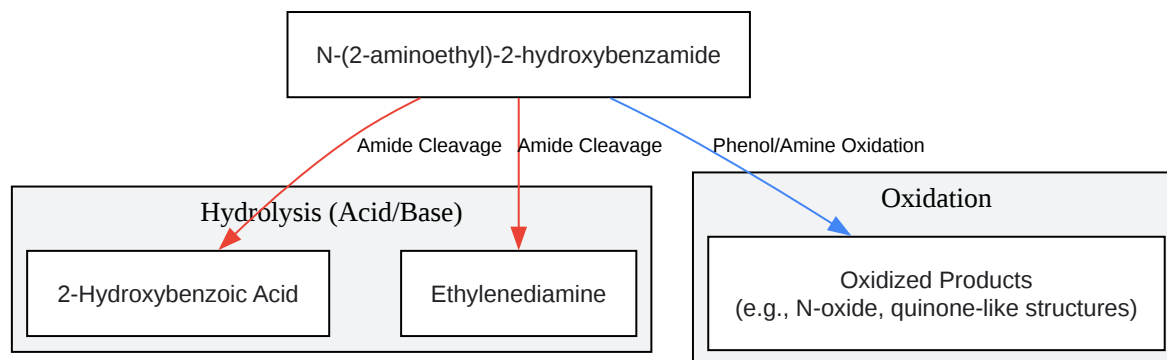 N-(2-aminoethyl)-2-hydroxybenzamide
Amide Cleavage
Amide Cleavage
Phenol/Amine Oxidation
Hydrolysis (Acid/Base)
Oxidation
2-Hydroxybenzoic Acid
Ethylenediamine
Oxidized Products
(e.g., N-oxide, quinone-like structures)